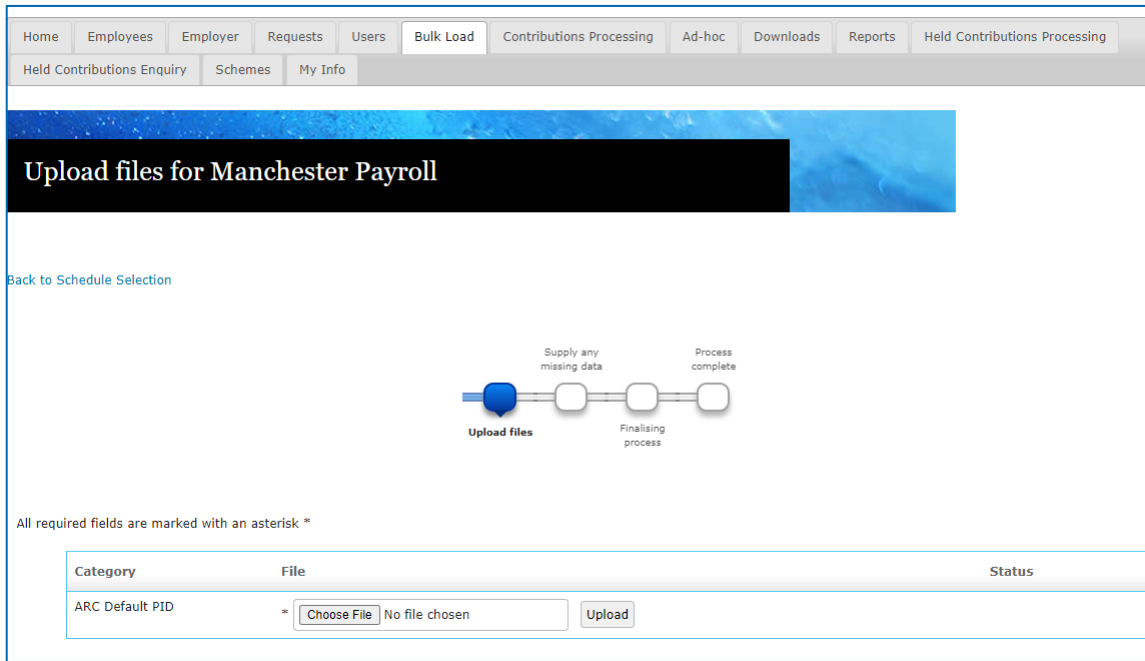 Home Employees Employer Requests Users Bulk Load Contributions Processing Ad-hoc Downloads Reports Held Contributions Processing
Held Contributions Enquiry Schemes My Info
Upload files for Manchester Payroll
Back to Schedule Selection
Supply any
missing data
Process
complete
Upload files
Finalising
process
All required fields are marked with an asterisk *
Category File Status
ARC Default PID * Choose File No file chosen Upload